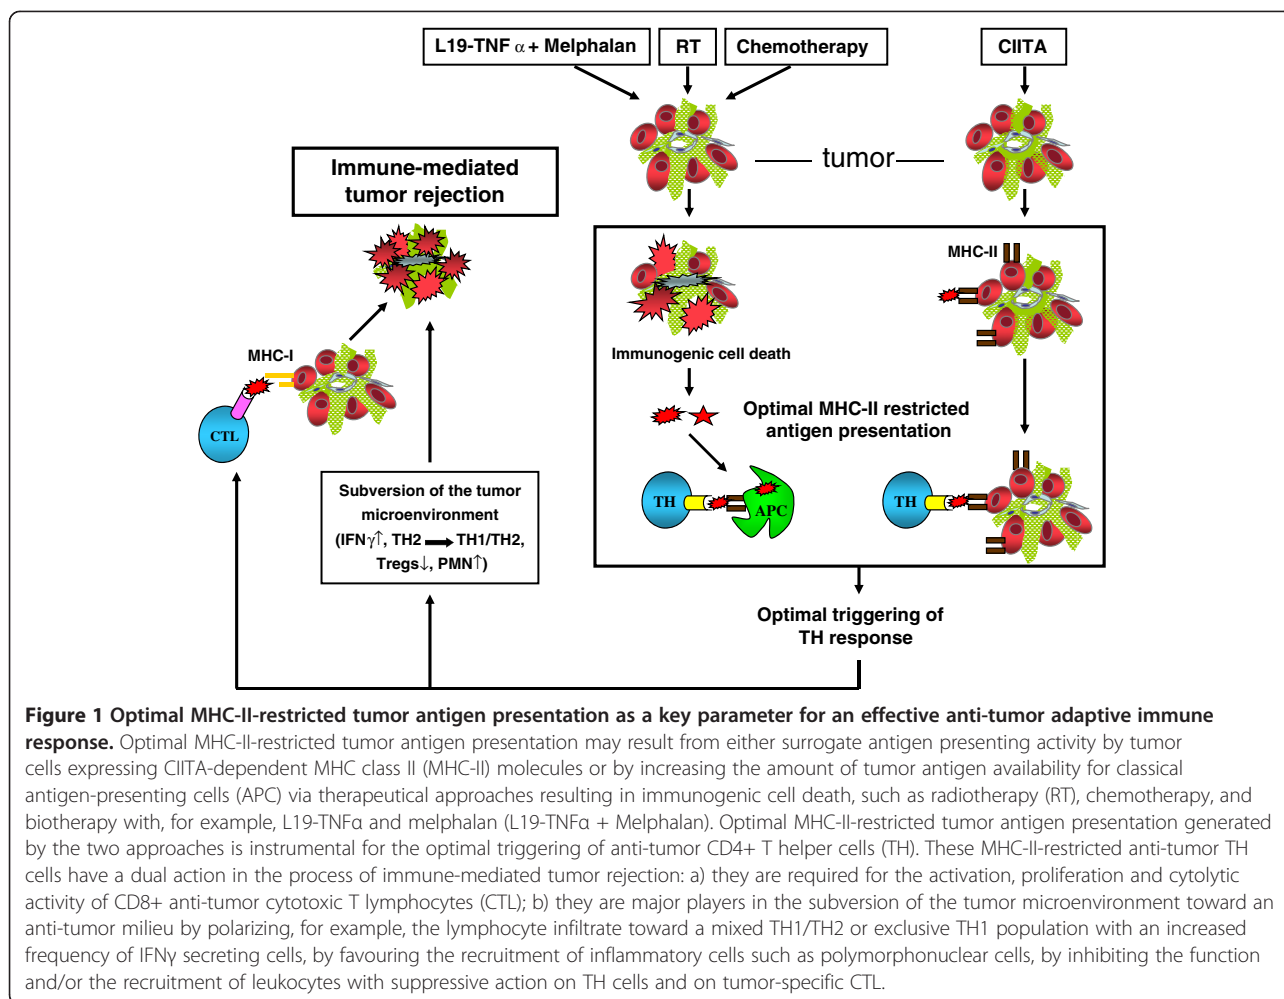 L19-TNF α + Melphalan
RT
Chemotherapy
CIITA
tumor
Immune-mediated
tumor rejection
MHC-II
MHC-I
Immunogenic cell death
CTL
Optimal MHC-II restricted
antigen presentation
Subversion of the tumor
microenvironment
(IFNγ↑, TH2 → TH1/TH2,
Tregs↓, PMN↑)
TH
APC
TH
Optimal triggering of
TH response
Figure 1 Optimal MHC-II-restricted tumor antigen presentation as a key parameter for an effective anti-tumor adaptive immune
response. Optimal MHC-II-restricted tumor antigen presentation may result from either surrogate antigen presenting activity by tumor
cells expressing CIITA-dependent MHC class II (MHC-II) molecules or by increasing the amount of tumor antigen availability for classical
antigen-presenting cells (APC) via therapeutical approaches resulting in immunogenic cell death, such as radiotherapy (RT), chemotherapy, and
biotherapy with, for example, L19-TNFα and melphalan (L19-TNFα + Melphalan). Optimal MHC-II-restricted tumor antigen presentation generated
by the two approaches is instrumental for the optimal triggering of anti-tumor CD4+ T helper cells (TH). These MHC-II-restricted anti-tumor TH
cells have a dual action in the process of immune-mediated tumor rejection: a) they are required for the activation, proliferation and cytolytic
activity of CD8+ anti-tumor cytotoxic T lymphocytes (CTL); b) they are major players in the subversion of the tumor microenvironment toward an
anti-tumor milieu by polarizing, for example, the lymphocyte infiltrate toward a mixed TH1/TH2 or exclusive TH1 population with an increased
frequency of IFNγ secreting cells, by favouring the recruitment of inflammatory cells such as polymorphonuclear cells, by inhibiting the function
and/or the recruitment of leukocytes with suppressive action on TH cells and on tumor-specific CTL.